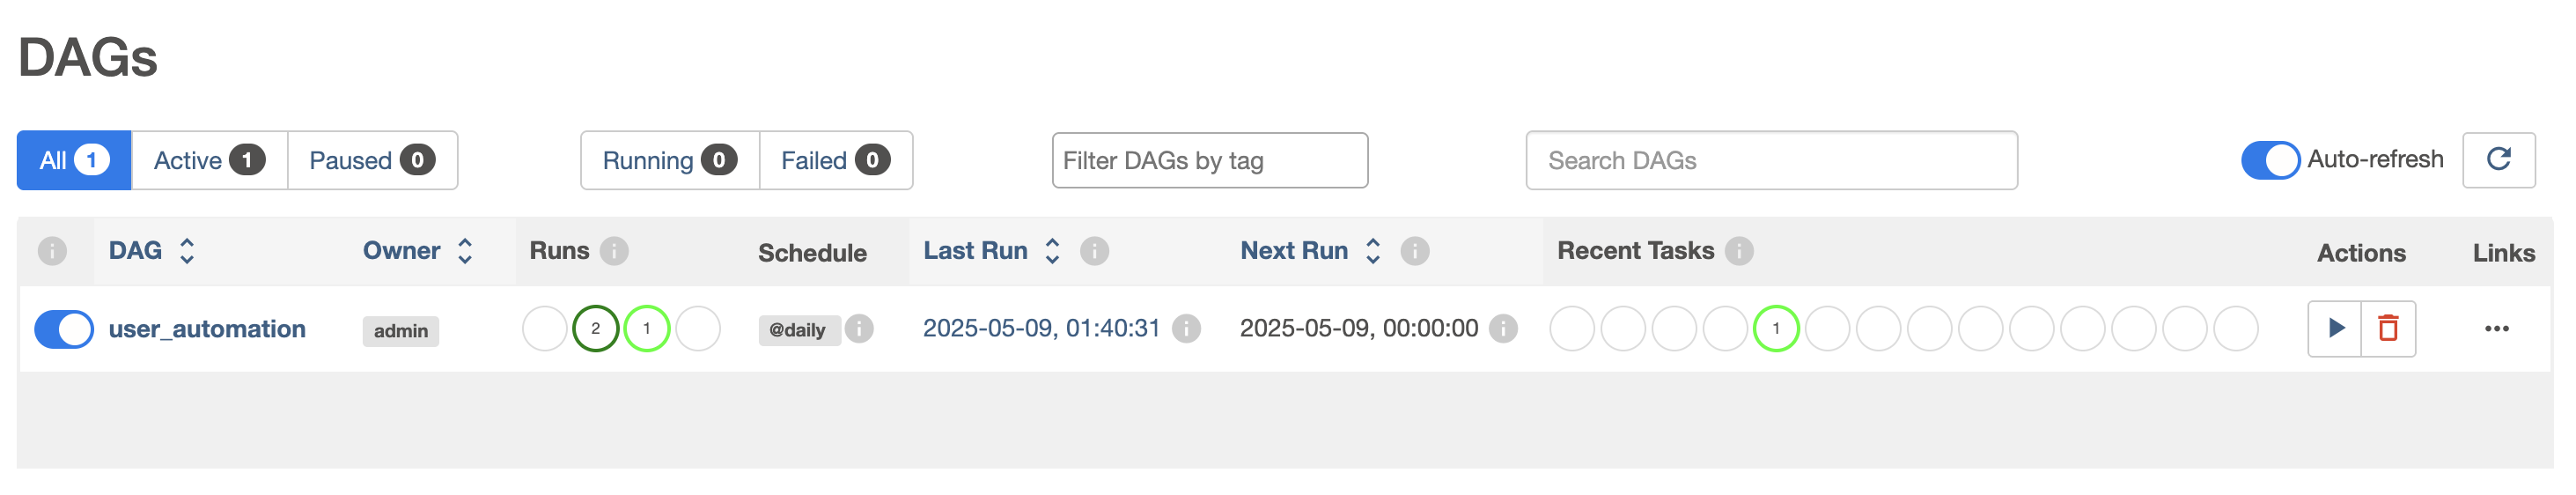 DAGs
All 1 Active 1 Paused 0 Running 0 Failed 0 Filter DAGs by tag Search DAGs Auto-refresh
DAG Owner Runs Schedule Last Run Next Run Recent Tasks Actions Links
user_automation admin 2 1 @daily 2025-05-09, 01:40:31 2025-05-09, 00:00:00 1